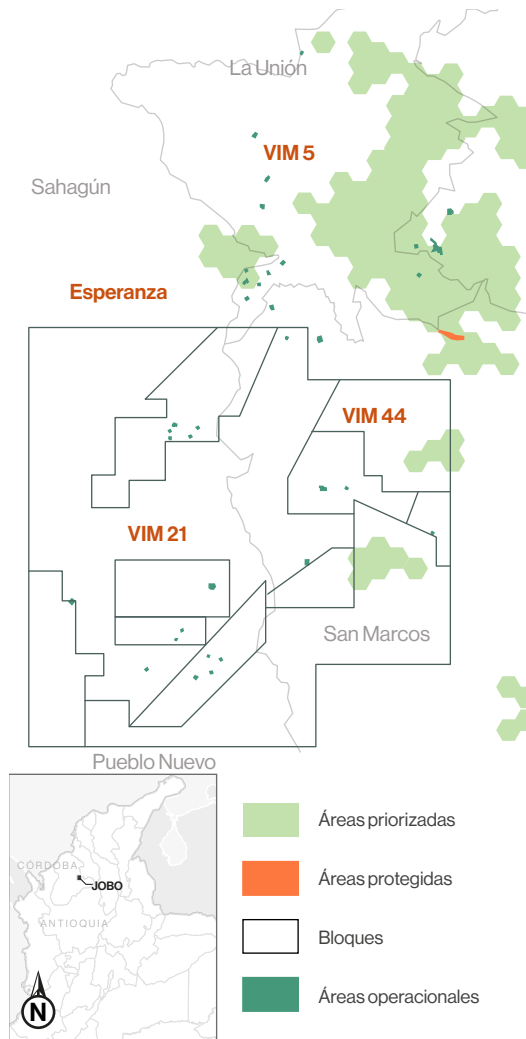 La Unión
VIM 5
Sahagún
Esperanza
VIM 44
VIM 21
San Marcos
Pueblo Nuevo
CÓRDOBA
JOBO
ANTIOQUIA
N
Áreas priorizadas
Áreas protegidas
Bloques
Áreas operacionales